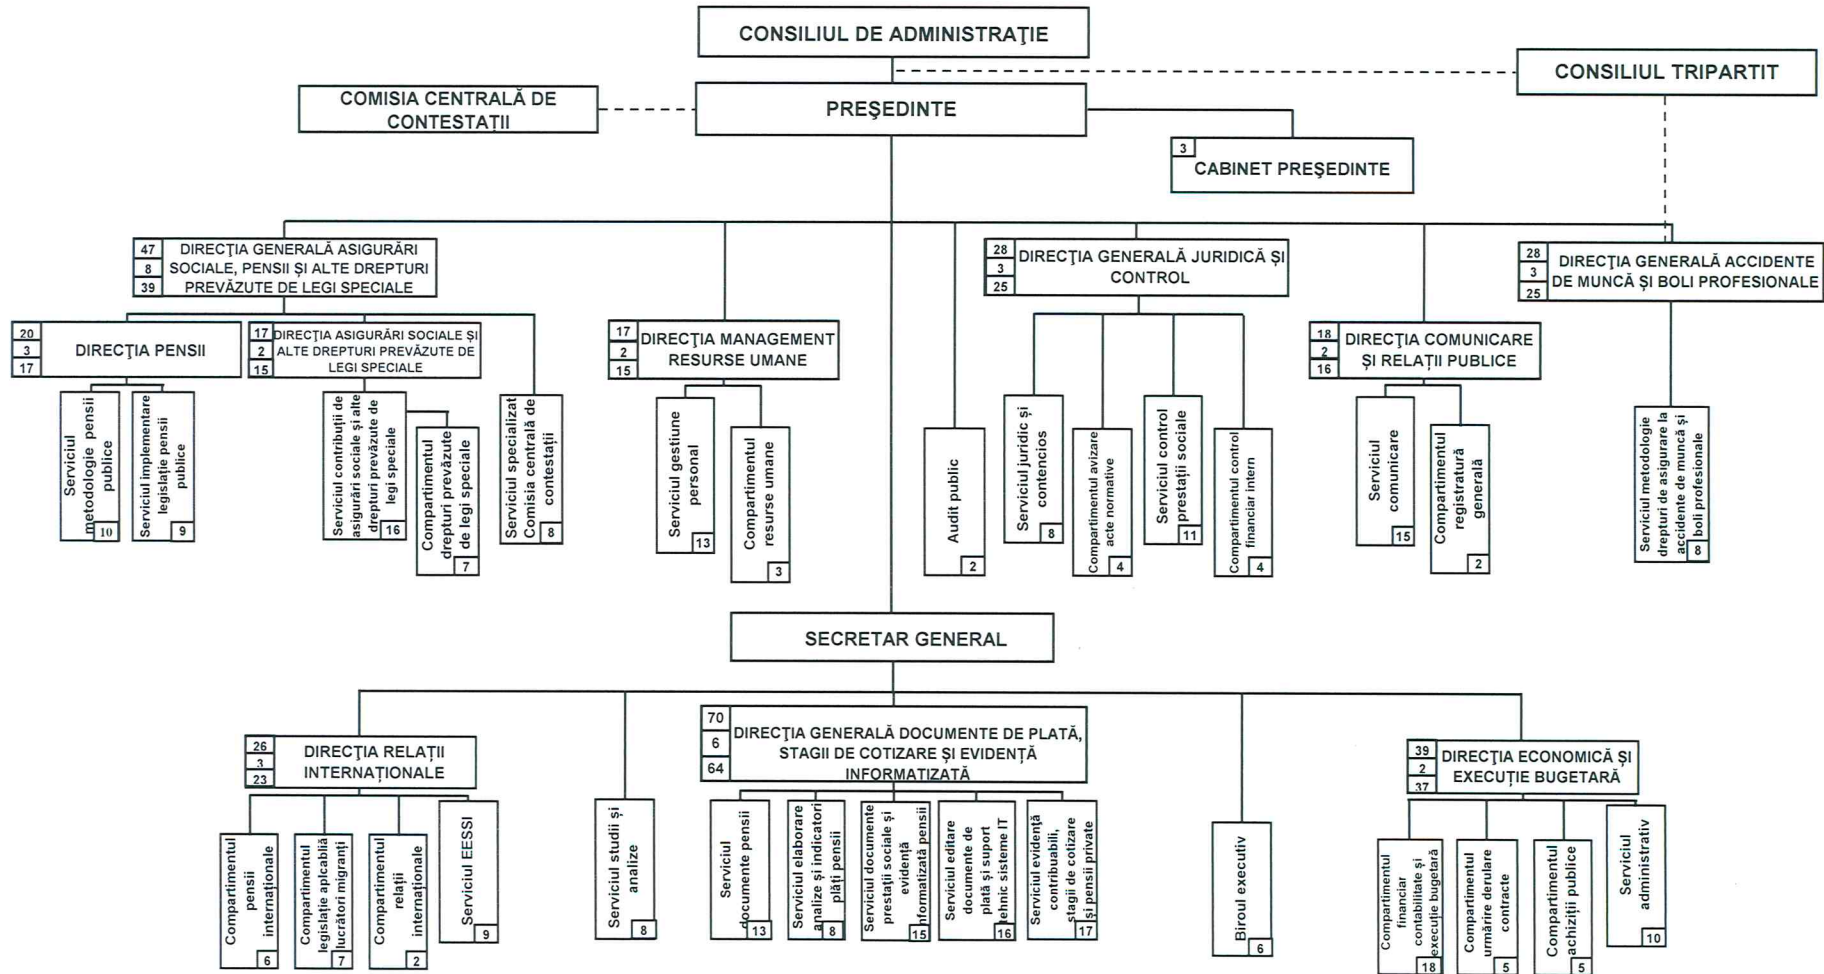 CONSILIUL DE ADMINISTRAŢIE
CONSILIUL TRIPARTIT
COMISIA CENTRALĂ DE
CONTESTAȚII
PREŞEDINTE
3
CABINET PREŞEDINTE
47
8
39
DIRECŢIA GENERALĂ ASIGURĂRI
SOCIALE, PENSII ȘI ALTE DREPTURI
PREVĂZUTE DE LEGI SPECIALE
28
3
25
DIRECŢIA GENERALĂ JURIDICĂ ȘI
CONTROL
28
3
25
DIRECŢIA GENERALĂ ACCIDENTE
DE MUNCĂ ȘI BOLI PROFESIONALE
20
3
17
DIRECŢIA PENSII
17
2
15
DIRECŢIA ASIGURĂRI SOCIALE ȘI
ALTE DREPTURI PREVĂZUTE DE
LEGI SPECIALE
17
2
15
DIRECŢIA MANAGEMENT
RESURSE UMANE
18
2
16
DIRECŢIA COMUNICARE
ȘI RELAȚII PUBLICE
Serviciul
metodologie pensii
publice
10
Serviciul implementare
legislație pensii
publice
9
Serviciul contribuții de
asigurări sociale și alte
drepturi prevăzute de
legi speciale
16
Compartimentul
drepturi prevăzute
de legi speciale
7
Serviciul specializat
Comisia centrală de
contestații
8
Serviciul gestiune
personal
13
Compartimentul
resurse umane
3
Audit public
2
Serviciul juridic și
contencios
8
Compartimentul avizare
acte normative
4
Serviciul control
prestații sociale
11
Compartimentul control
financiar intern
4
Serviciul
comunicare
15
Compartimentul
registratură
generală
2
Serviciul metodologie
drepturi de asigurare la
accidente de muncă și
boli profesionale
8
SECRETAR GENERAL
26
3
23
DIRECŢIA RELAȚII
INTERNAȚIONALE
70
6
64
DIRECŢIA GENERALĂ DOCUMENTE DE PLATĂ,
STAGII DE COTIZARE ȘI EVIDENȚĂ
INFORMATIZATĂ
39
2
37
DIRECŢIA ECONOMICĂ ȘI
EXECUȚIE BUGETARĂ
Compartimentul
pensii
internaționale
6
Compartimentul
legislație aplcabliă
lucrători migranți
7
Compartimentul
relații
internaționale
2
Serviciul EESSI
9
Serviciul studii și
analize
8
Serviciul
documente pensii
13
Serviciul elaborare
analize și indicatori
plăți pensii
8
Serviciul documente
prestații sociale și
evidență
informatizată pensii
15
Serviciul editare
documente de
plată și suport
tehnic sisteme IT
16
Serviciul evidență
contribuabili,
stagii de cotizare
și pensii private
17
Biroul executiv
6
Compartimentul
financiar
contabilitate și
execuție bugetară
18
Compartimentul
urmărire derulare
contracte
5
Compartimentul
achiziții publice
5
Serviciul
administrativ
10